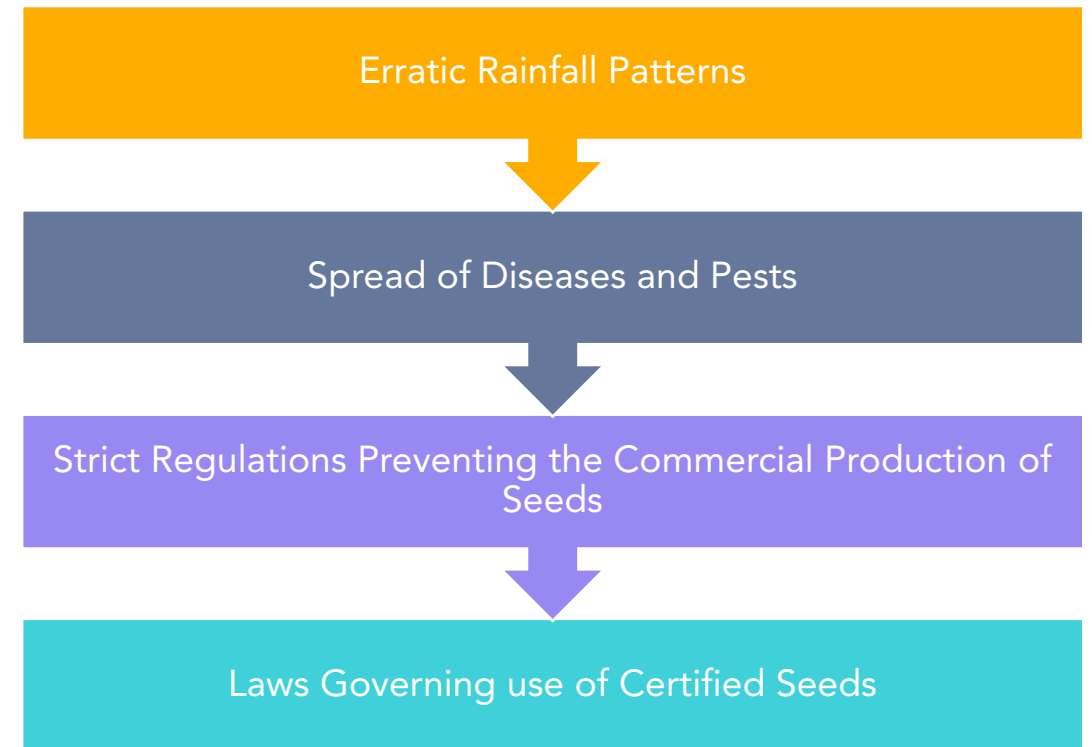 Erratic Rainfall Patterns
Spread of Diseases and Pests
Strict Regulations Preventing the Commercial Production of
Seeds
Laws Governing use of Certified Seeds